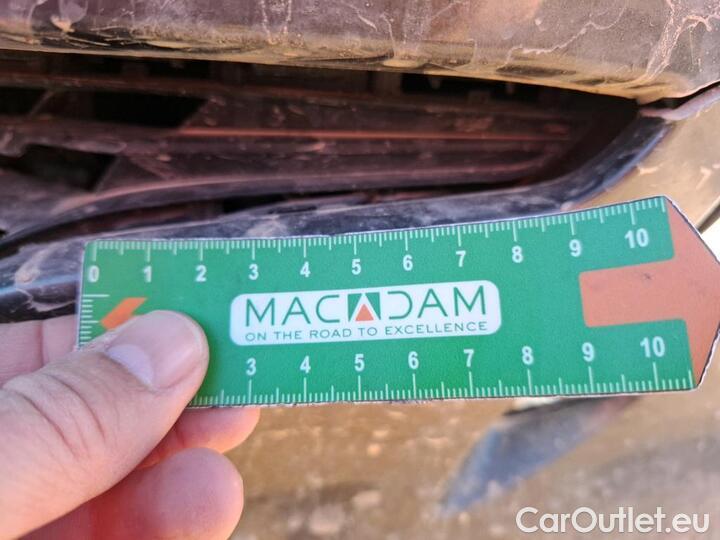 0 1 2 3 4 5 6 7 8 9 10
MACADAM
ON THE ROAD TO EXCELLENCE
3 4 5 6 7 8 9 10
CarOutlet.eu